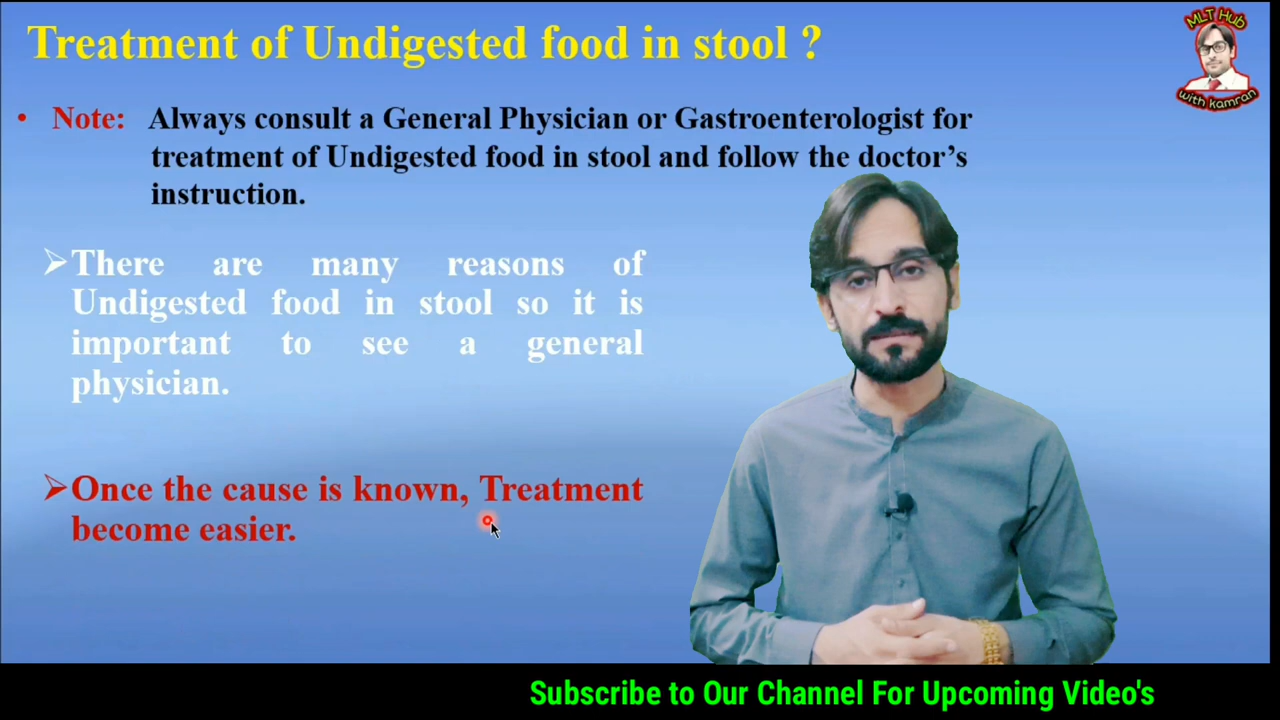 Treatment of Undigested food in stool ?
MLT Hub
with kamran
• Note: Always consult a General Physician or Gastroenterologist for
treatment of Undigested food in stool and follow the doctor's
instruction.
➢There are many reasons of
Undigested food in stool so it is
important to see a general
physician.
➢Once the cause is known, Treatment
become easier.
Subscribe to Our Channel For Upcoming Video's